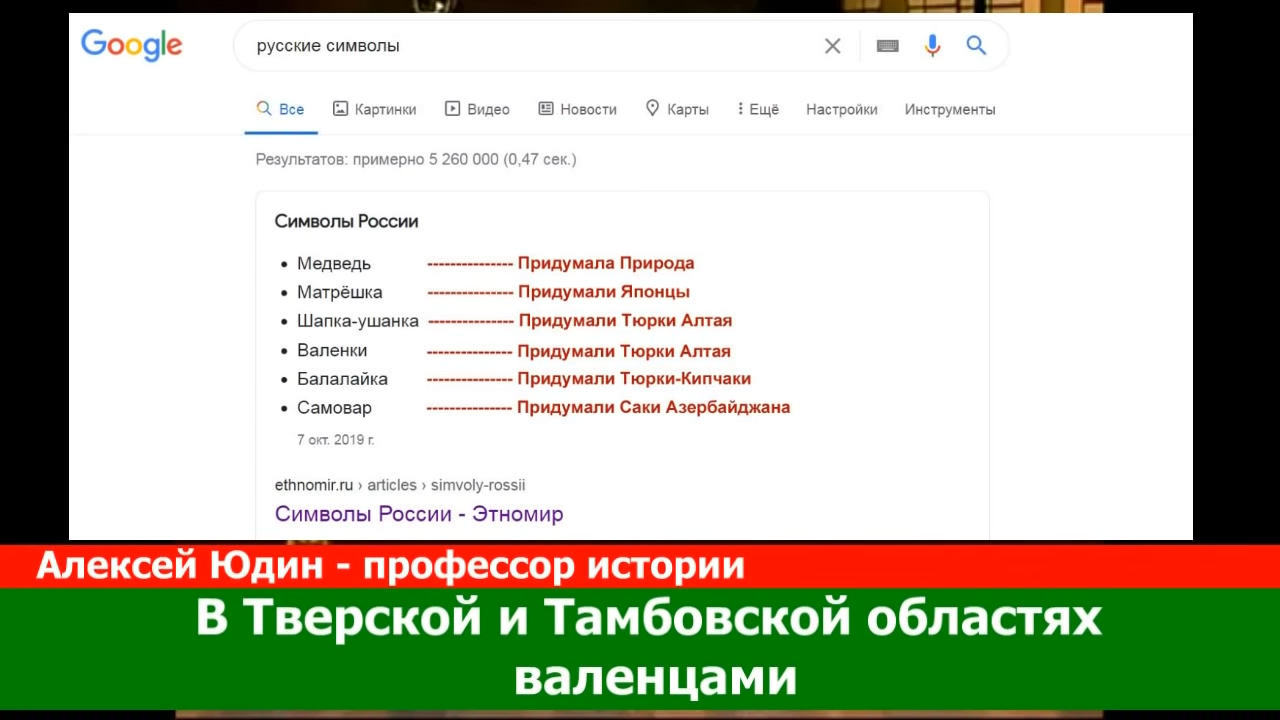 Google
русские символы
Все Картинки Видео Новости Карты Ещё Настройки Инструменты
Результатов: примерно 5 260 000 (0,47 сек.)
Символы России
• Медведь --------------- Придумала Природа
• Матрёшка --------------- Придумали Японцы
• Шапка-ушанка --------------- Придумали Тюрки Алтая
• Валенки --------------- Придумали Тюрки Алтая
• Балалайка --------------- Придумали Тюрки-Кипчаки
• Самовар --------------- Придумали Саки Азербайджана
7 окт. 2019 г.
ethnomir.ru › articles › simvoly-rossii
Символы России - Этномир
Алексей Юдин - профессор истории
В Тверской и Тамбовской областях
валенцами